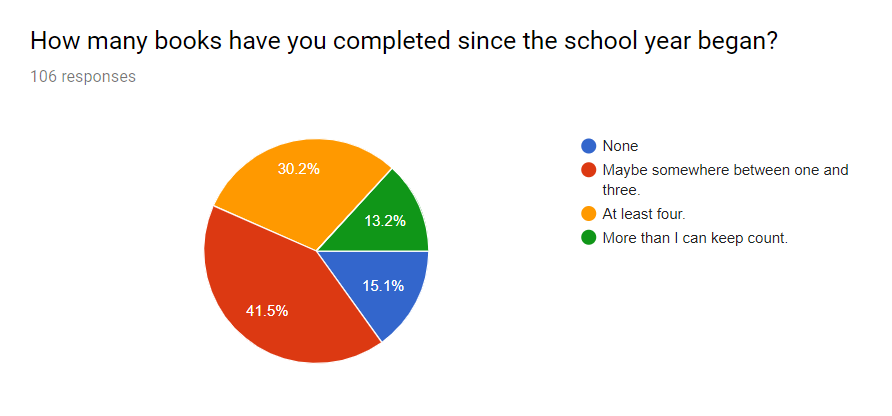 How many books have you completed since the school year began?
106 responses
30.2%
13.2%
15.1%
41.5%
None
Maybe somewhere between one and
three.
At least four.
More than I can keep count.